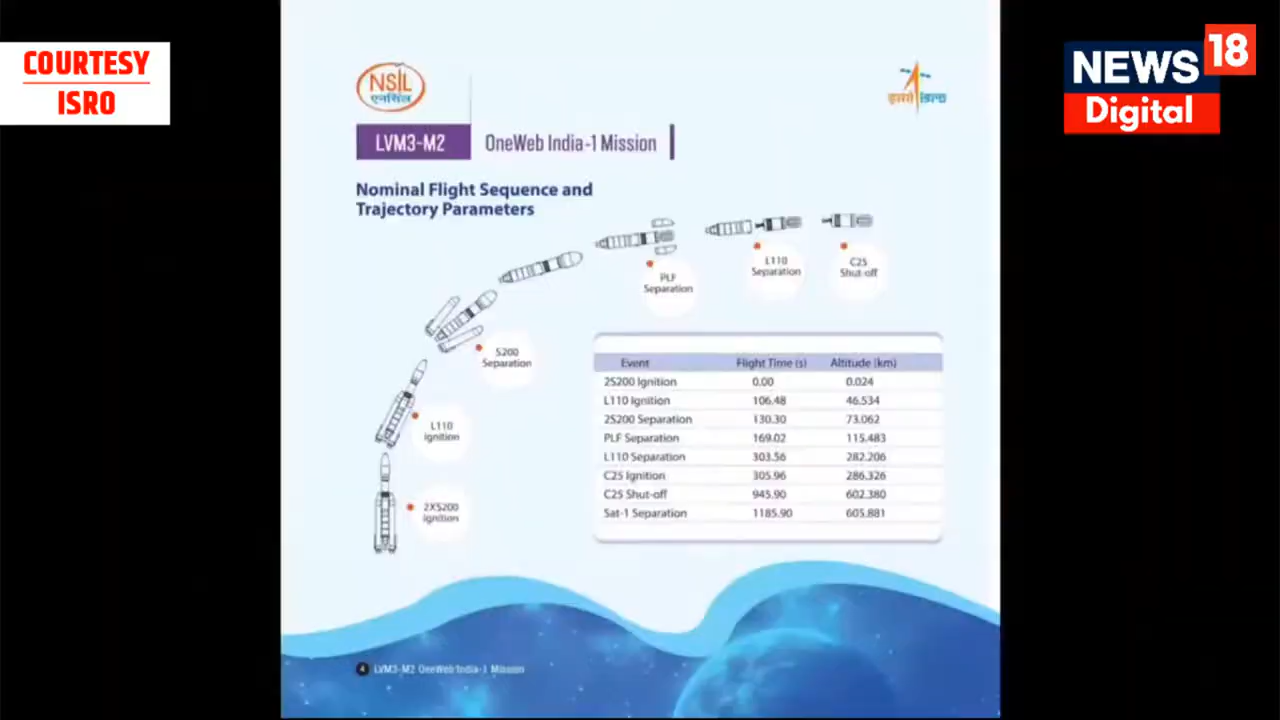 COURTESY
ISRO
NEWS 18
Digital
NSIL
एनसिल
इसरो isro
LVM3-M2
OneWeb India-1 Mission
Nominal Flight Sequence and
Trajectory Parameters
PLF
Separation
L110
Separation
C25
Shut-off
S200
Separation
L110
Ignition
2XS200
Ignition
Event Flight Time (s) Altitude (km)
2S200 Ignition 0.00 0.024
L110 Ignition 106.48 46.534
2S200 Separation 130.30 73.062
PLF Separation 169.02 115.483
L110 Separation 303.56 282.206
C25 Ignition 305.96 286.326
C25 Shut-off 945.90 602.380
Sat-1 Separation 1185.90 605.881
4 LVM3-M2 OneWeb India-1 Mission